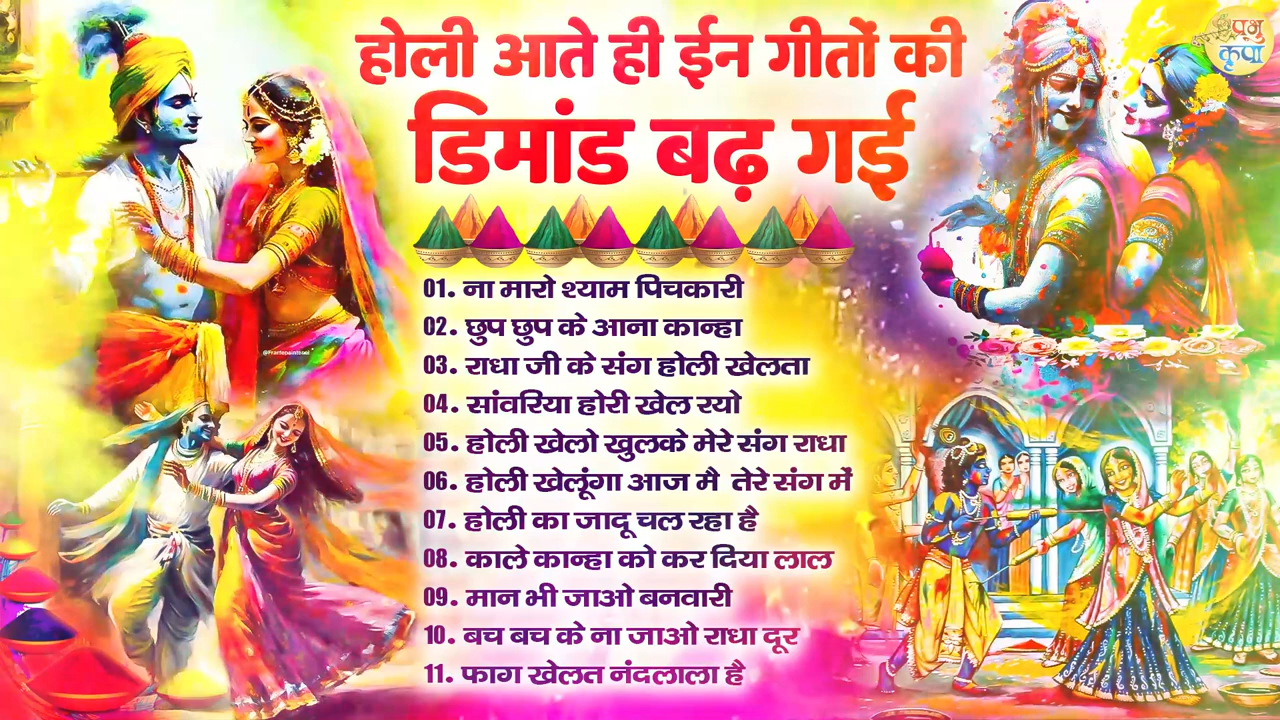 होली आते ही ईन गीतों की
डिमांड बढ़ गई
प्रभु
कृपा
01. ना मारो श्याम पिचकारी
02. छुप छुप के आना कान्हा
03. राधा जी के संग होली खेलता
04. सांवरिया होरी खेल रयो
05. होली खेलो खुलके मेरे संग राधा
06. होली खेलूंगा आज मै तेरे संग में
07. होली का जादू चल रहा है
08. काले कान्हा को कर दिया लाल
09. मान भी जाओ बनवारी
10. बच बच के ना जाओ राधा दूर
11. फाग खेलत नंदलाला है